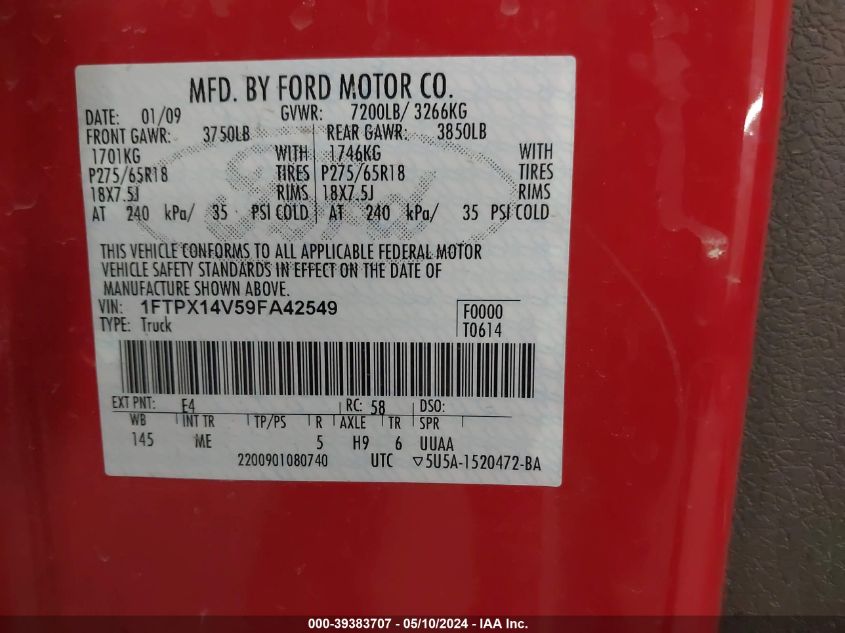 MFD. BY FORD MOTOR CO.
DATE: 01/09 GVWR: 7200LB/ 3266KG
FRONT GAWR: 3750LB REAR GAWR: 3850LB
1701KG WITH 1746KG WITH
P275/65R18 TIRES P275/65R18 TIRES
18X7.5J RIMS 18X7.5J RIMS
AT 240 kPa/ 35 PSI COLD AT 240 kPa/ 35 PSI COLD
Ford
THIS VEHICLE CONFORMS TO ALL APPLICABLE FEDERAL MOTOR
VEHICLE SAFETY STANDARDS IN EFFECT ON THE DATE OF
MANUFACTURE SHOWN ABOVE.
VIN: 1FTPX14V59FA42549 F0000
TYPE: Truck T0614
EXT PNT: E4 RC: 58 DSO:
WB INT TR TP/PS R AXLE TR SPR
145 ME 5 H9 6 UUAA
2200901080740 UTC ▽5U5A-1520472-BA
000-39383707 - 05/10/2024 - IAA Inc.